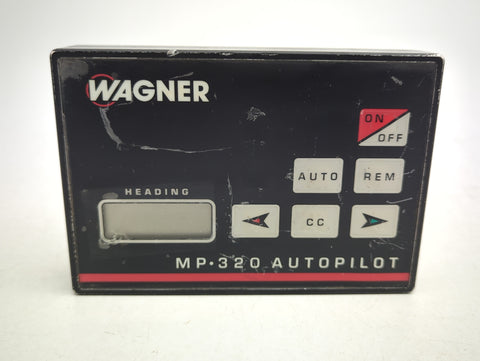 WAGNER
ON
OFF
AUTO
REM
HEADING
CC
MP•320 AUTOPILOT